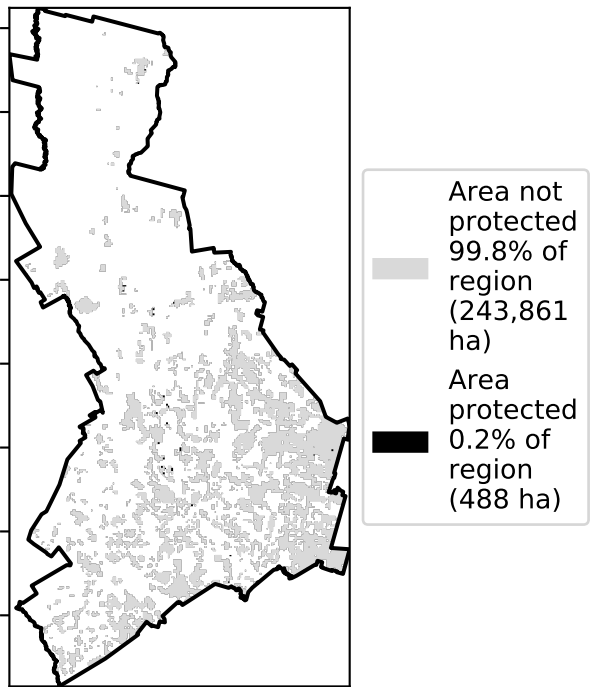 Area not
protected
99.8% of
region
(243,861
ha)
Area
protected
0.2% of
region
(488 ha)